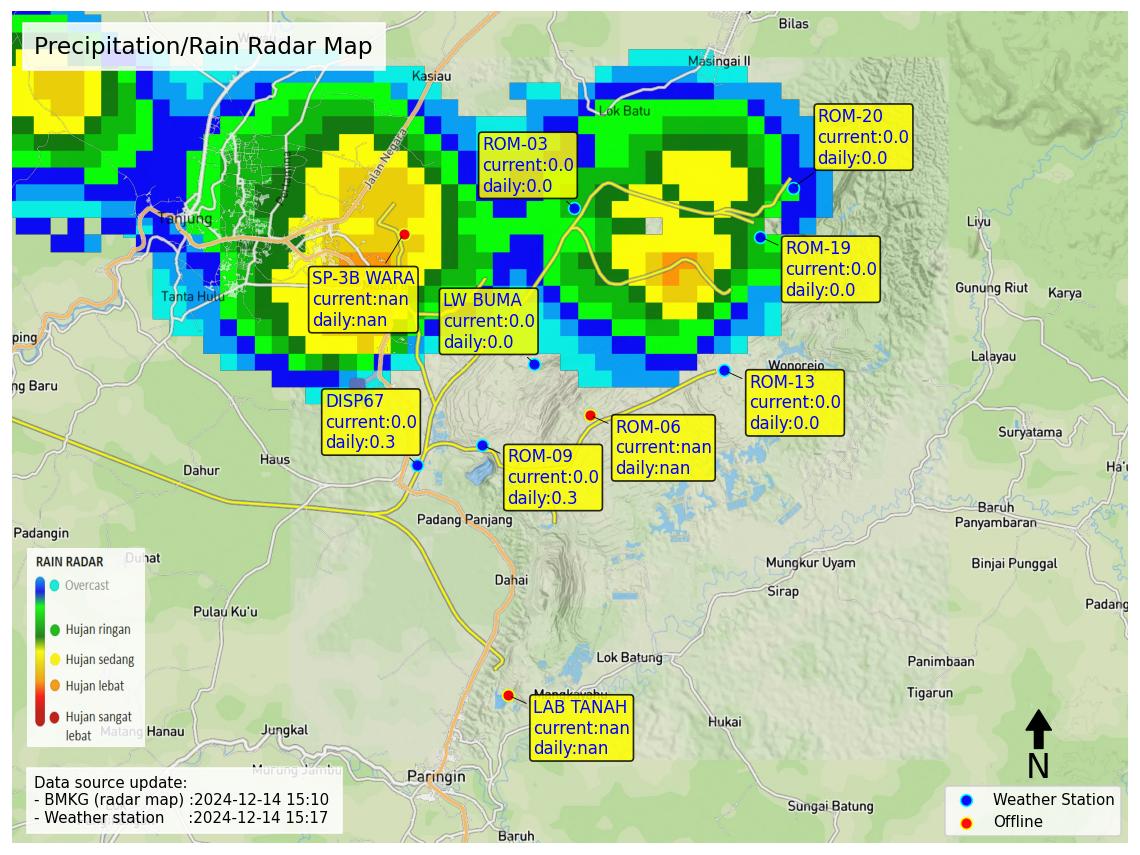 Precipitation/Rain Radar Map
Bilas
Masingai II
Kasiau
Lok Batu
Jalan Negara
ROM-20
current:0.0
daily:0.0
ROM-03
current:0.0
daily:0.0
Tanjung
Liyu
ROM-19
current:0.0
daily:0.0
SP-3B WARA
current:nan
daily:nan
Tanta Hulu
LW BUMA
current:0.0
daily:0.0
Gunung Riut
Karya
ping
Lalayau
Wonorejo
ng Baru
ROM-13
current:0.0
daily:0.0
DISP67
current:0.0
daily:0.3
ROM-06
current:nan
daily:nan
Suryatama
Haus
Dahur
ROM-09
current:0.0
daily:0.3
Ha'u
Baruh
Panyambaran
Padang Panjang
Padangin
Duhat
Mungkur Uyam
Binjai Punggal
RAIN RADAR
Overcast
Hujan ringan
Hujan sedang
Hujan lebat
Hujan sangat
lebat
Dahai
Sirap
Padang
Pulau Ku'u
Lok Batung
Panimbaan
Tigarun
Mangkayahu
LAB TANAH
current:nan
daily:nan
Hukai
Matang Hanau
Jungkal
Murung Jambu
Paringin
N
Sungai Batung
Baruh
Data source update:
- BMKG (radar map) :2024-12-14 15:10
- Weather station :2024-12-14 15:17
Weather Station
Offline